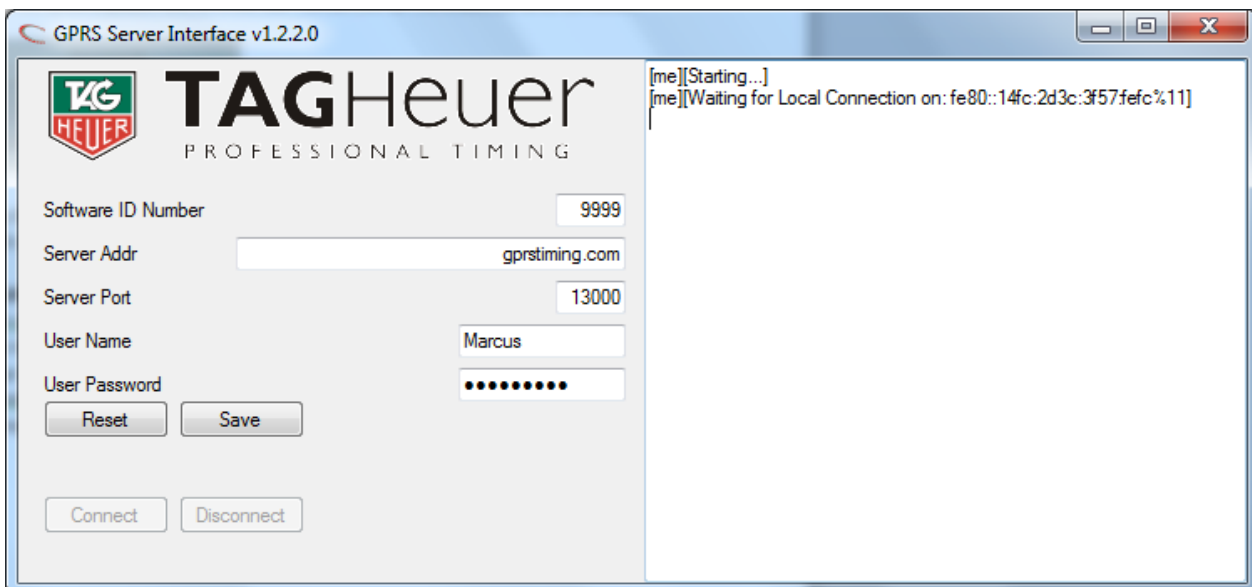 GPRS Server Interface v1.2.2.0
TAG
HEUER
TAGHeuer
PROFESSIONAL TIMING
Software ID Number 9999
Server Addr gprstiming.com
Server Port 13000
User Name Marcus
User Password •••••••••
Reset Save
Connect Disconnect
[me][Starting...]
[me][Waiting for Local Connection on: fe80::14fc:2d3c:3f57:fefc%11]